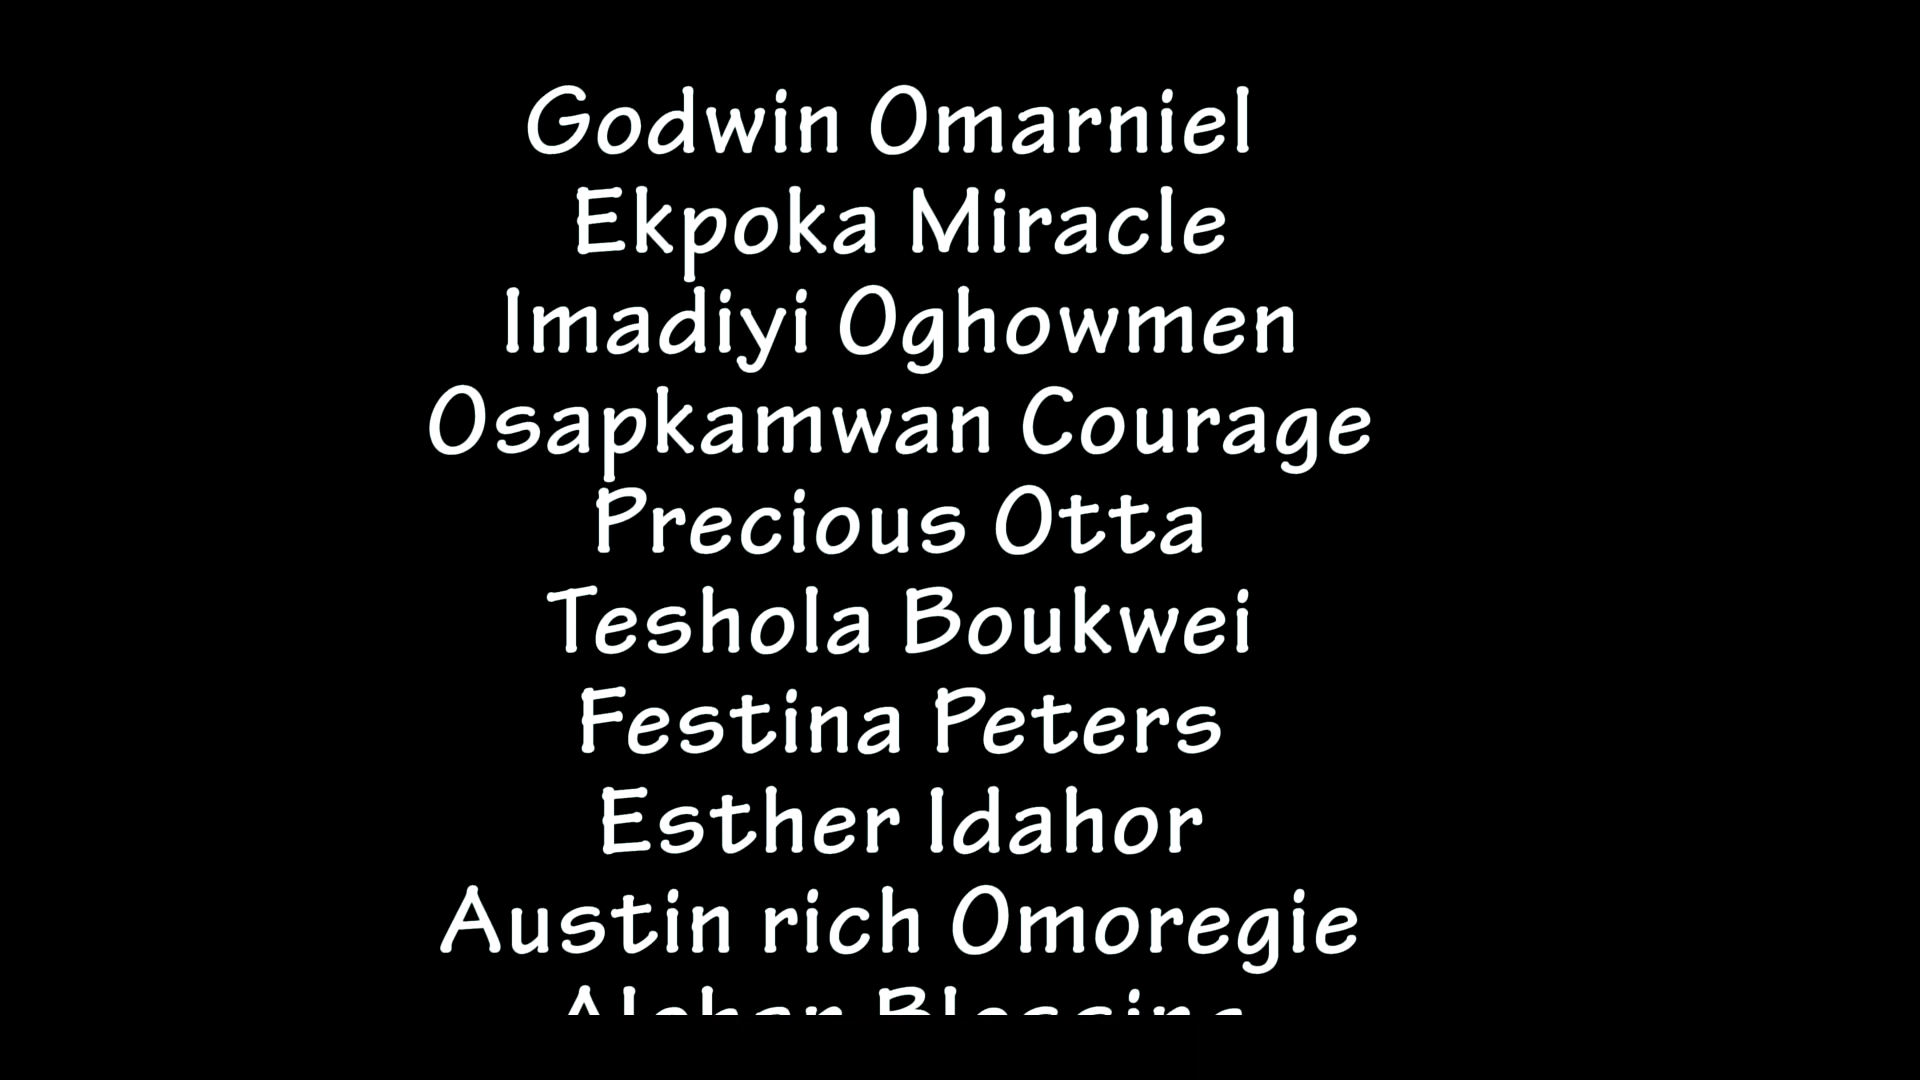 Godwin Omarniel
Ekpoka Miracle
Imadiyi Oghowmen
Osapkamwan Courage
Precious Otta
Teshola Boukwei
Festina Peters
Esther Idahor
Austin rich Omoregie